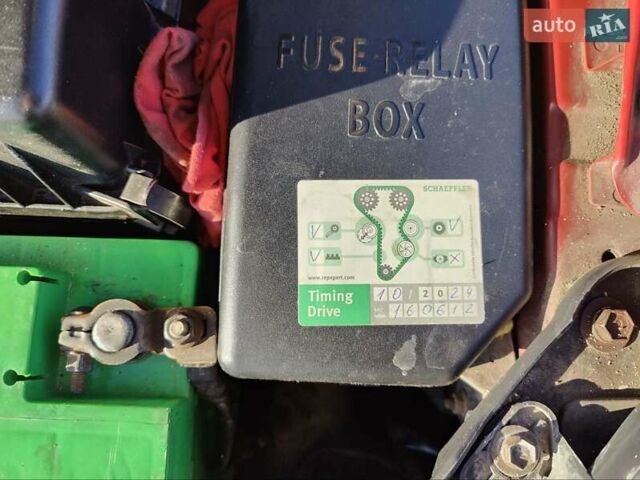 auto RIA
FUSE-RELAY
BOX
SCHAEFFLER
www.repxpert.com
Timing
Drive
10/2024
160612